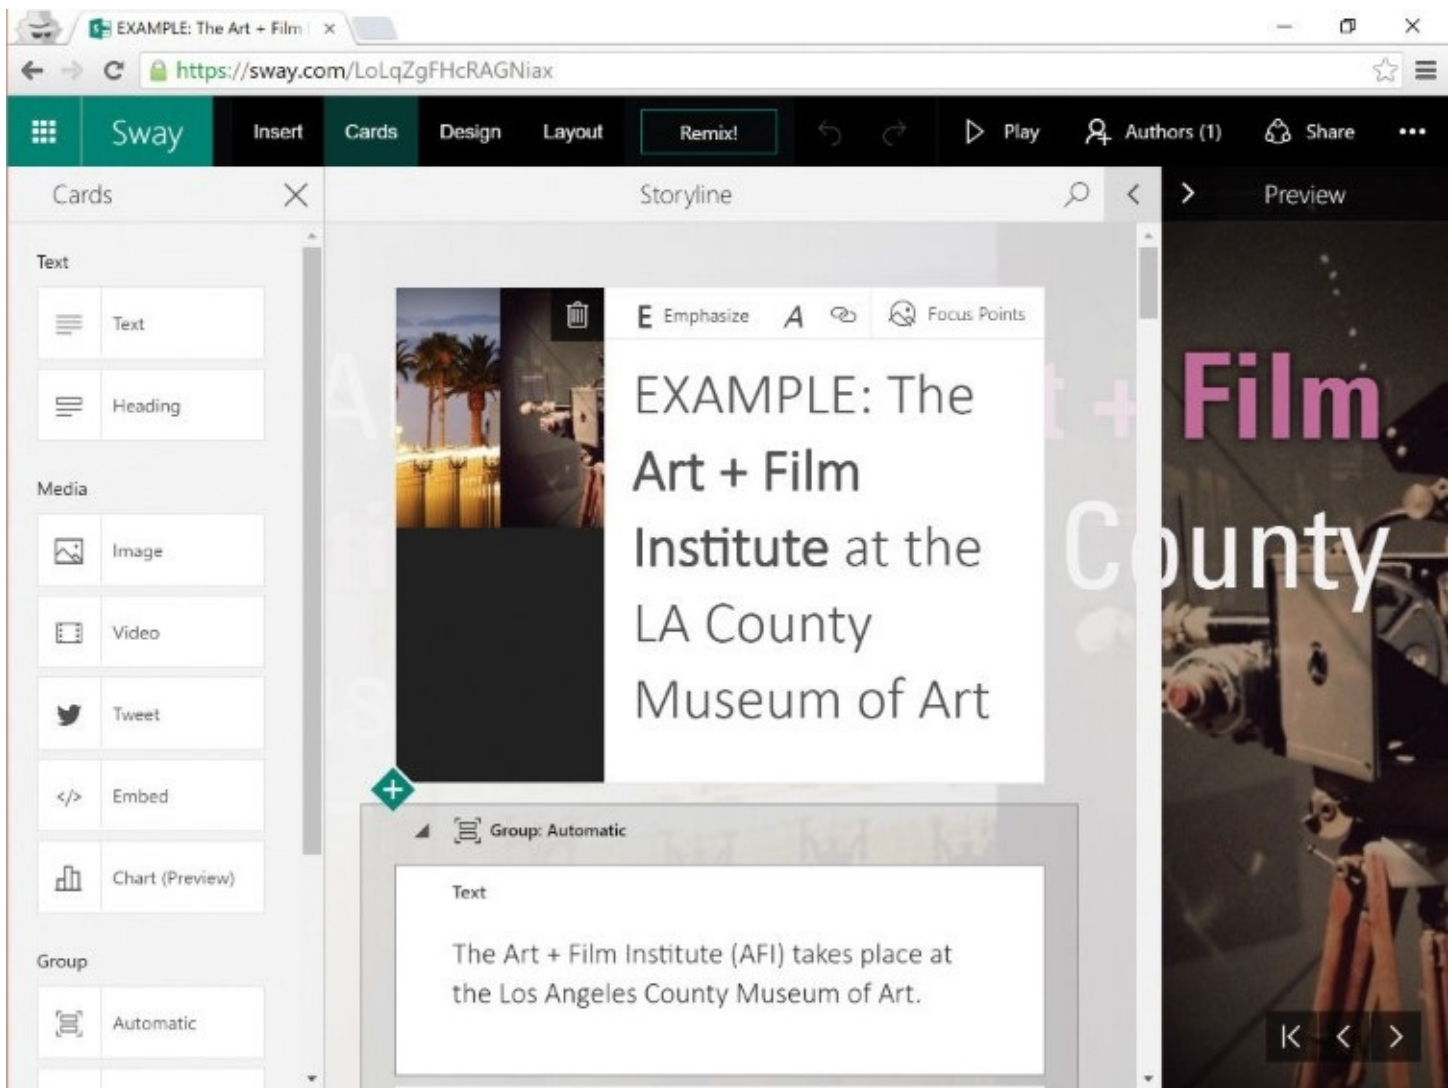 EXAMPLE: The Art + Film
https://sway.com/LoLqZgFHcRAGNiax
Sway Insert Cards Design Layout Remix! Play Authors (1) Share
Cards
Storyline
Preview
Text
Text
Heading
Media
Image
Video
Tweet
Embed
Chart (Preview)
Group
Automatic
E Emphasize A Focus Points
EXAMPLE: The
Art + Film
Institute at the
LA County
Museum of Art
Group: Automatic
Text
The Art + Film Institute (AFI) takes place at
the Los Angeles County Museum of Art.
t + Film
County